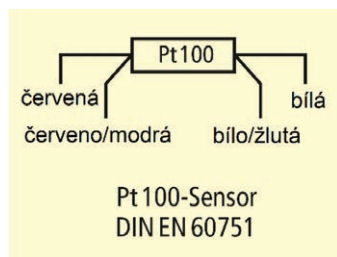 Pt100
červená
bílá
červeno/modrá
bílo/žlutá
Pt100-Sensor
DIN EN 60751